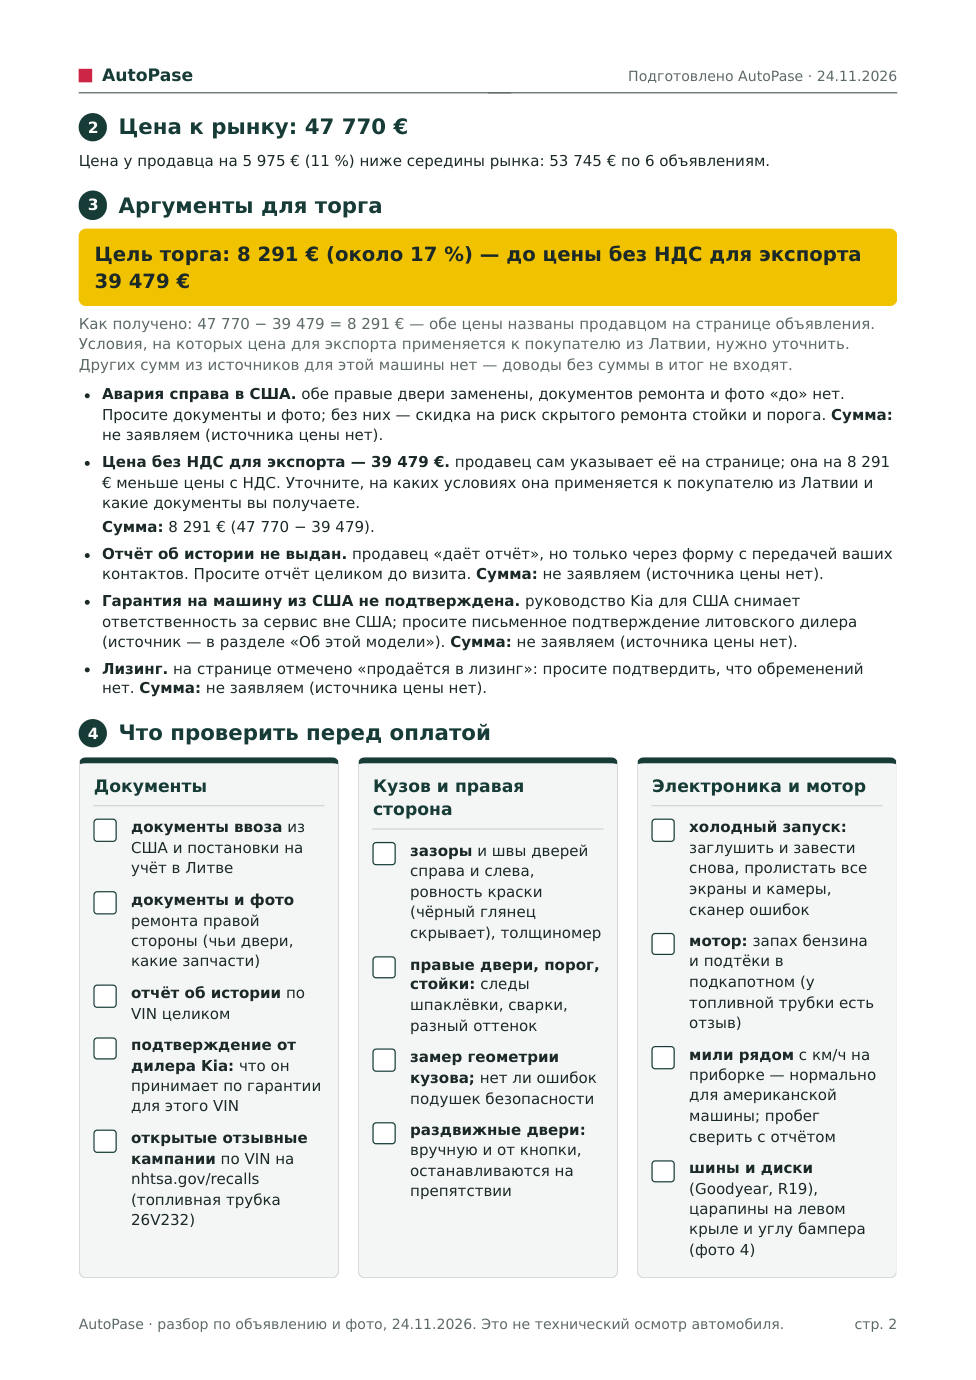 AutoPase
Подготовлено AutoPase · 24.11.2026
2 Цена к рынку: 47 770 €
Цена у продавца на 5 975 € (11 %) ниже середины рынка: 53 745 € по 6 объявлениям.
3 Аргументы для торга
Цель торга: 8 291 € (около 17 %) — до цены без НДС для экспорта
39 479 €
Как получено: 47 770 − 39 479 = 8 291 € — обе цены названы продавцом на странице объявления.
Условия, на которых цена для экспорта применяется к покупателю из Латвии, нужно уточнить.
Других сумм из источников для этой машины нет — доводы без суммы в итог не входят.
• Авария справа в США. обе правые двери заменены, документов ремонта и фото «до» нет.
Просите документы и фото; без них — скидка на риск скрытого ремонта стойки и порога. Сумма:
не заявляем (источника цены нет).
• Цена без НДС для экспорта — 39 479 €. продавец сам указывает её на странице; она на 8 291
€ меньше цены с НДС. Уточните, на каких условиях она применяется к покупателю из Латвии и
какие документы вы получаете.
Сумма: 8 291 € (47 770 − 39 479).
• Отчёт об истории не выдан. продавец «даёт отчёт», но только через форму с передачей ваших
контактов. Просите отчёт целиком до визита. Сумма: не заявляем (источника цены нет).
• Гарантия на машину из США не подтверждена. руководство Kia для США снимает
ответственность за сервис вне США; просите письменное подтверждение литовского дилера
(источник — в разделе «Об этой модели»). Сумма: не заявляем (источника цены нет).
• Лизинг. на странице отмечено «продаётся в лизинг»: просите подтвердить, что обременений
нет. Сумма: не заявляем (источника цены нет).
4 Что проверить перед оплатой
Документы
документы ввоза из
США и постановки на
учёт в Литве
документы и фото
ремонта правой
стороны (чьи двери,
какие запчасти)
отчёт об истории по
VIN целиком
подтверждение от
дилера Kia: что он
принимает по гарантии
для этого VIN
открытые отзывные
кампании по VIN на
nhtsa.gov/recalls
(топливная трубка
26V232)
Кузов и правая
сторона
зазоры и швы дверей
справа и слева,
ровность краски
(чёрный глянец
скрывает), толщиномер
правые двери, порог,
стойки: следы
шпаклёвки, сварки,
разный оттенок
замер геометрии
кузова; нет ли ошибок
подушек безопасности
раздвижные двери:
вручную и от кнопки,
останавливаются на
препятствии
Электроника и мотор
холодный запуск:
заглушить и завести
снова, пролистать все
экраны и камеры,
сканер ошибок
мотор: запах бензина
и подтёки в
подкапотном (у
топливной трубки есть
отзыв)
мили рядом с км/ч на
приборке — нормально
для американской
машины; пробег
сверить с отчётом
шины и диски
(Goodyear, R19),
царапины на левом
крыле и углу бампера
(фото 4)
AutoPase · разбор по объявлению и фото, 24.11.2026. Это не технический осмотр автомобиля.
стр. 2